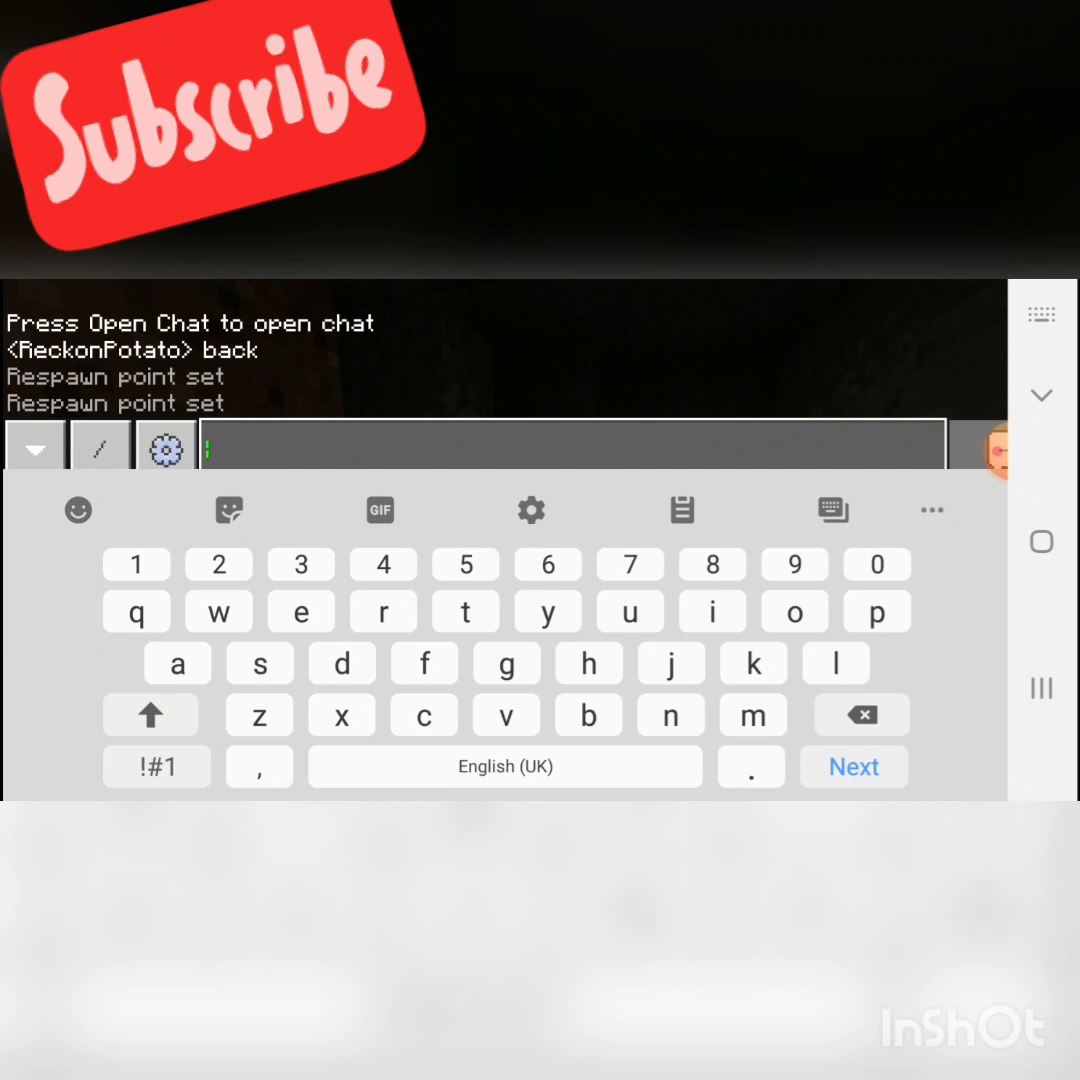 Subscribe
Press Open Chat to open chat
<ReckonPotato> back
Respawn point set
Respawn point set
/
GIF
1 2 3 4 5 6 7 8 9 0
q w e r t y u i o p
a s d f g h j k l
z x c v b n m
!#1 , English (UK) . Next
InShOt